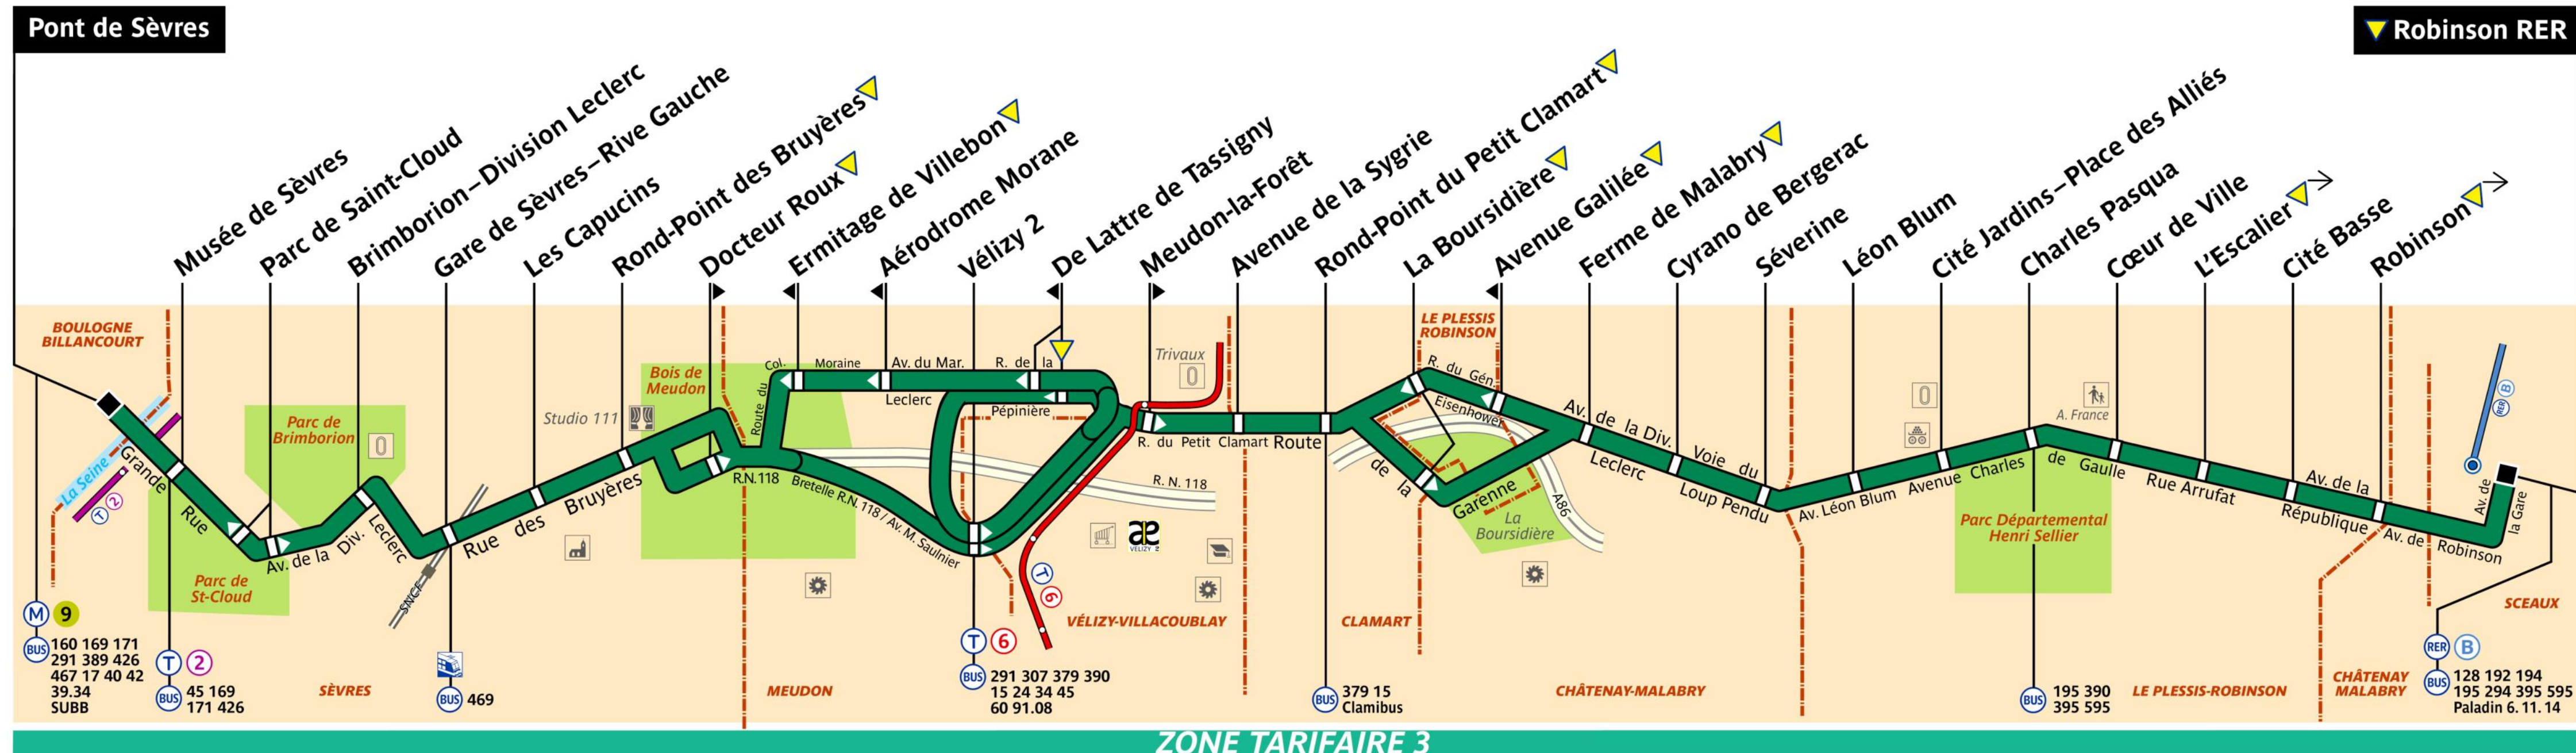 Pont de Sèvres
Robinson RER
Musée de Sèvres
Parc de Saint-Cloud
Brimborion–Division Leclerc
Gare de Sèvres–Rive Gauche
Les Capucins
Rond-Point des Bruyères
Docteur Roux
Ermitage de Villebon
Aérodrome Morane
Vélizy 2
De Lattre de Tassigny
Meudon-la-Forêt
Avenue de la Sygrie
Rond-Point du Petit Clamart
La Boursidière
Avenue Galilée
Ferme de Malabry
Cyrano de Bergerac
Séverine
Léon Blum
Cité Jardins–Place des Alliés
Charles Pasqua
Cœur de Ville
L'Escalier
Cité Basse
Robinson
BOULOGNE
BILLANCOURT
La Seine
T 2
Grande
Rue
Parc de
Brimborion
Parc de
St-Cloud
Av. de la Div.
Leclerc
SNCF
Rue des Bruyères
Studio 111
Bois de
Meudon
R.N.118
Route du
Col. Moraine
Av. du Mar.
Leclerc
R. de la
Pépinière
Bretelle R.N. 118 / Av. M. Saulnier
R. N. 118
VELIZY 2
T 6
Trivaux
R. du Petit Clamart
Route
de la
Garenne
LE PLESSIS
ROBINSON
R. du Gén.
Eisenhower
A86
La
Boursidière
Av. de la Div.
Leclerc
Voie du
Loup Pendu
Av. Léon Blum
Avenue Charles
de Gaulle
A. France
Parc Départemental
Henri Sellier
Rue Arrufat
Av. de la
République
Av. de Robinson
Av. de
la Gare
RER B
M 9
BUS 160 169 171
291 389 426
467 17 40 42
39.34
SUBB
T 2
BUS 45 169
171 426
SÈVRES
BUS 469
MEUDON
T 6
BUS 291 307 379 390
15 24 34 45
60 91.08
VÉLIZY-VILLACOUBLAY
CLAMART
BUS 379 15
Clamibus
CHÂTENAY-MALABRY
BUS 195 390
395 595
LE PLESSIS-ROBINSON
CHÂTENAY
MALABRY
SCEAUX
RER B
BUS 128 192 194
195 294 395 595
Paladin 6. 11. 14
ZONE TARIFAIRE 3